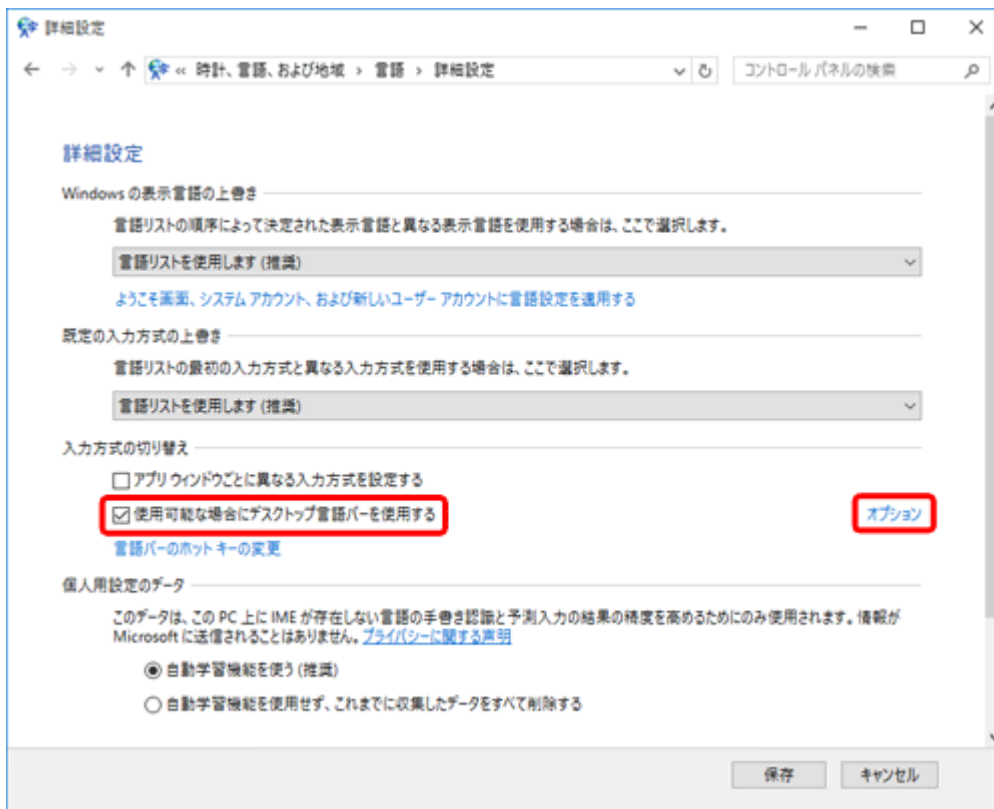 詳細設定
« 時計、言語、および地域 › 言語 › 詳細設定
コントロール パネルの検索
詳細設定
Windows の表示言語の上書き
言語リストの順序によって決定された表示言語と異なる表示言語を使用する場合は、ここで選択します。
言語リストを使用します (推奨)
ようこそ画面、システム アカウント、および新しいユーザー アカウントに言語設定を適用する
既定の入力方式の上書き
言語リストの最初の入力方式と異なる入力方式を使用する場合は、ここで選択します。
言語リストを使用します (推奨)
入力方式の切り替え
アプリ ウィンドウごとに異なる入力方式を設定する
使用可能な場合にデスクトップ言語バーを使用する
オプション
言語バーのホット キーの変更
個人用設定のデータ
このデータは、この PC 上に IME が存在しない言語の手書き認識と予測入力の結果の精度を高めるためにのみ使用されます。情報が
Microsoft に送信されることはありません。プライバシーに関する声明
自動学習機能を使う (推奨)
自動学習機能を使用せず、これまでに収集したデータをすべて削除する
保存
キャンセル